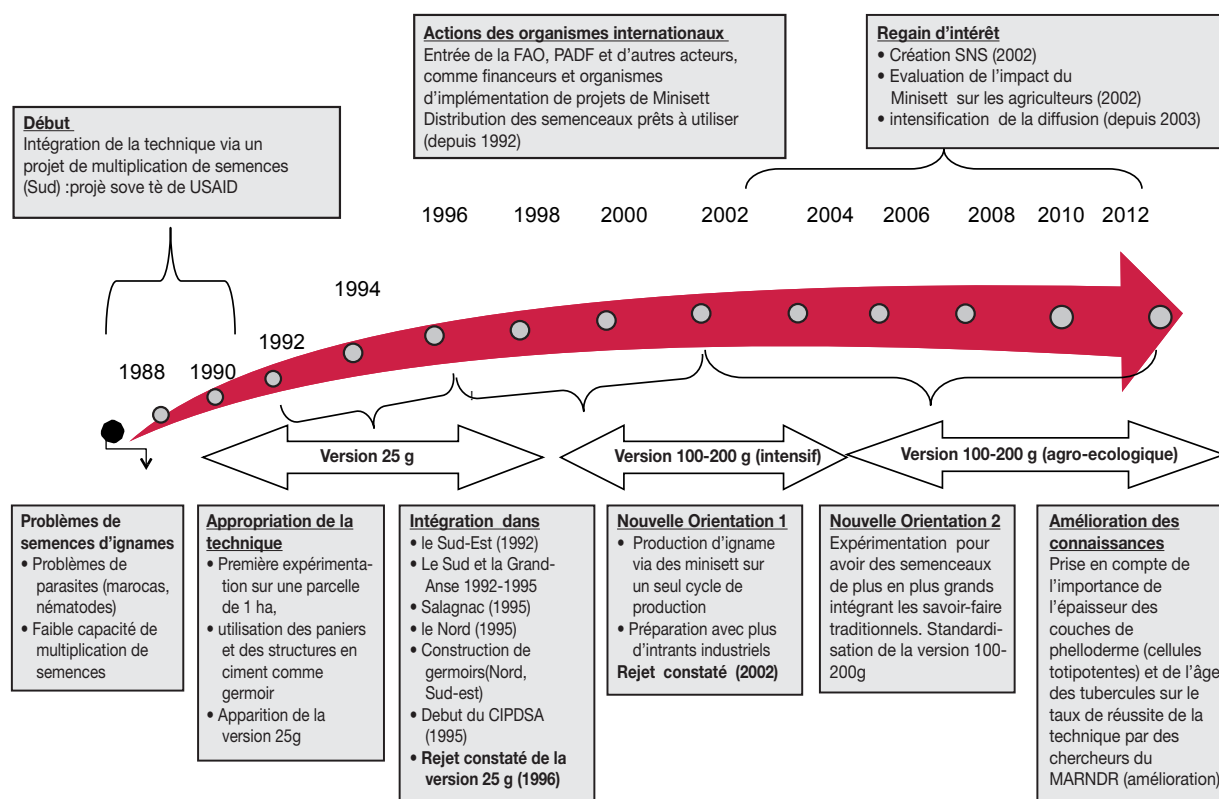 Actions des organismes internationaux
Entrée de la FAO, PADF et d'autres acteurs,
comme financeurs et organismes
d'implémentation de projets de Minisett
Distribution des semenceaux prêts à utiliser
(depuis 1992)
Regain d'intérêt
• Création SNS (2002)
• Evaluation de l'impact du
Minisett sur les agriculteurs (2002)
• intensification de la diffusion (depuis 2003)
Début
Intégration de la technique via un
projet de multiplication de semences
(Sud) :projè sove tè de USAID
1988
1990
1992
1994
1996
1998
2000
2002
2004
2006
2008
2010
2012
Version 25 g
Version 100-200 g (intensif)
Version 100-200 g (agro-ecologique)
Problèmes de
semences d'ignames
• Problèmes de
parasites (marocas,
nématodes)
• Faible capacité de
multiplication de
semences
Appropriation de la
technique
• Première expérimenta-
tion sur une parcelle
de 1 ha,
• utilisation des paniers
et des structures en
ciment comme
germoir
• Apparition de la
version 25g
Intégration dans
• le Sud-Est (1992)
• Le Sud et la Grand-
Anse 1992-1995
• Salagnac (1995)
• le Nord (1995)
• Construction de
germoirs(Nord,
Sud-est)
• Debut du CIPDSA
(1995)
• Rejet constaté de la
version 25 g (1996)
Nouvelle Orientation 1
• Production d'igname
via des minisett sur
un seul cycle de
production
• Préparation avec plus
d'intrants industriels
Rejet constaté (2002)
Nouvelle Orientation 2
Expérimentation pour
avoir des semenceaux
de plus en plus grands
intégrant les savoir-faire
traditionnels. Standardi-
sation de la version 100-
200g
Amélioration des
connaissances
Prise en compte de
l'importance de
l'épaisseur des
couches de
phelloderme (cellules
totipotentes) et de l'âge
des tubercules sur le
taux de réussite de la
technique par des
chercheurs du
MARNDR (amélioration)